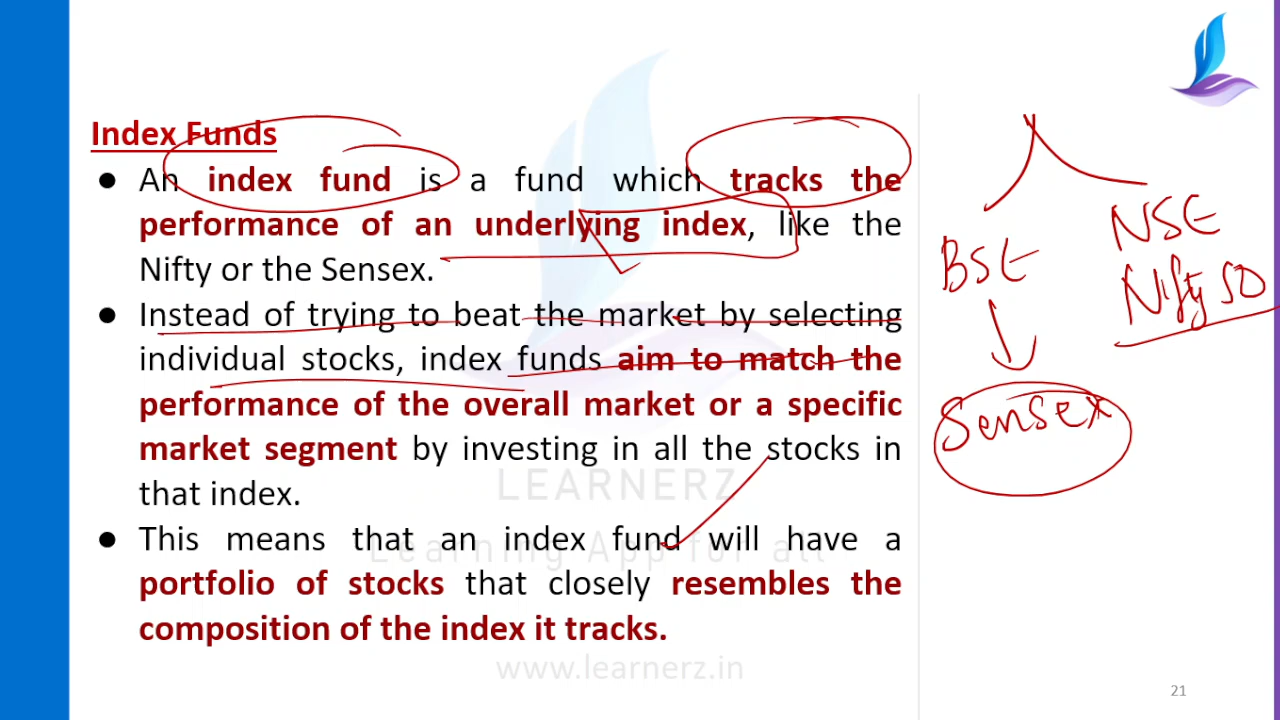 Index Funds
● An index fund is a fund which tracks the
performance of an underlying index, like the
Nifty or the Sensex.
● Instead of trying to beat the market by selecting
individual stocks, index funds aim to match the
performance of the overall market or a specific
market segment by investing in all the stocks in
that index.
● This means that an index fund will have a
portfolio of stocks that closely resembles the
composition of the index it tracks.
NSE
BSE
Nifty 50
Sensex
LEARNERZ
Learning App for all
www.learnerz.in
21